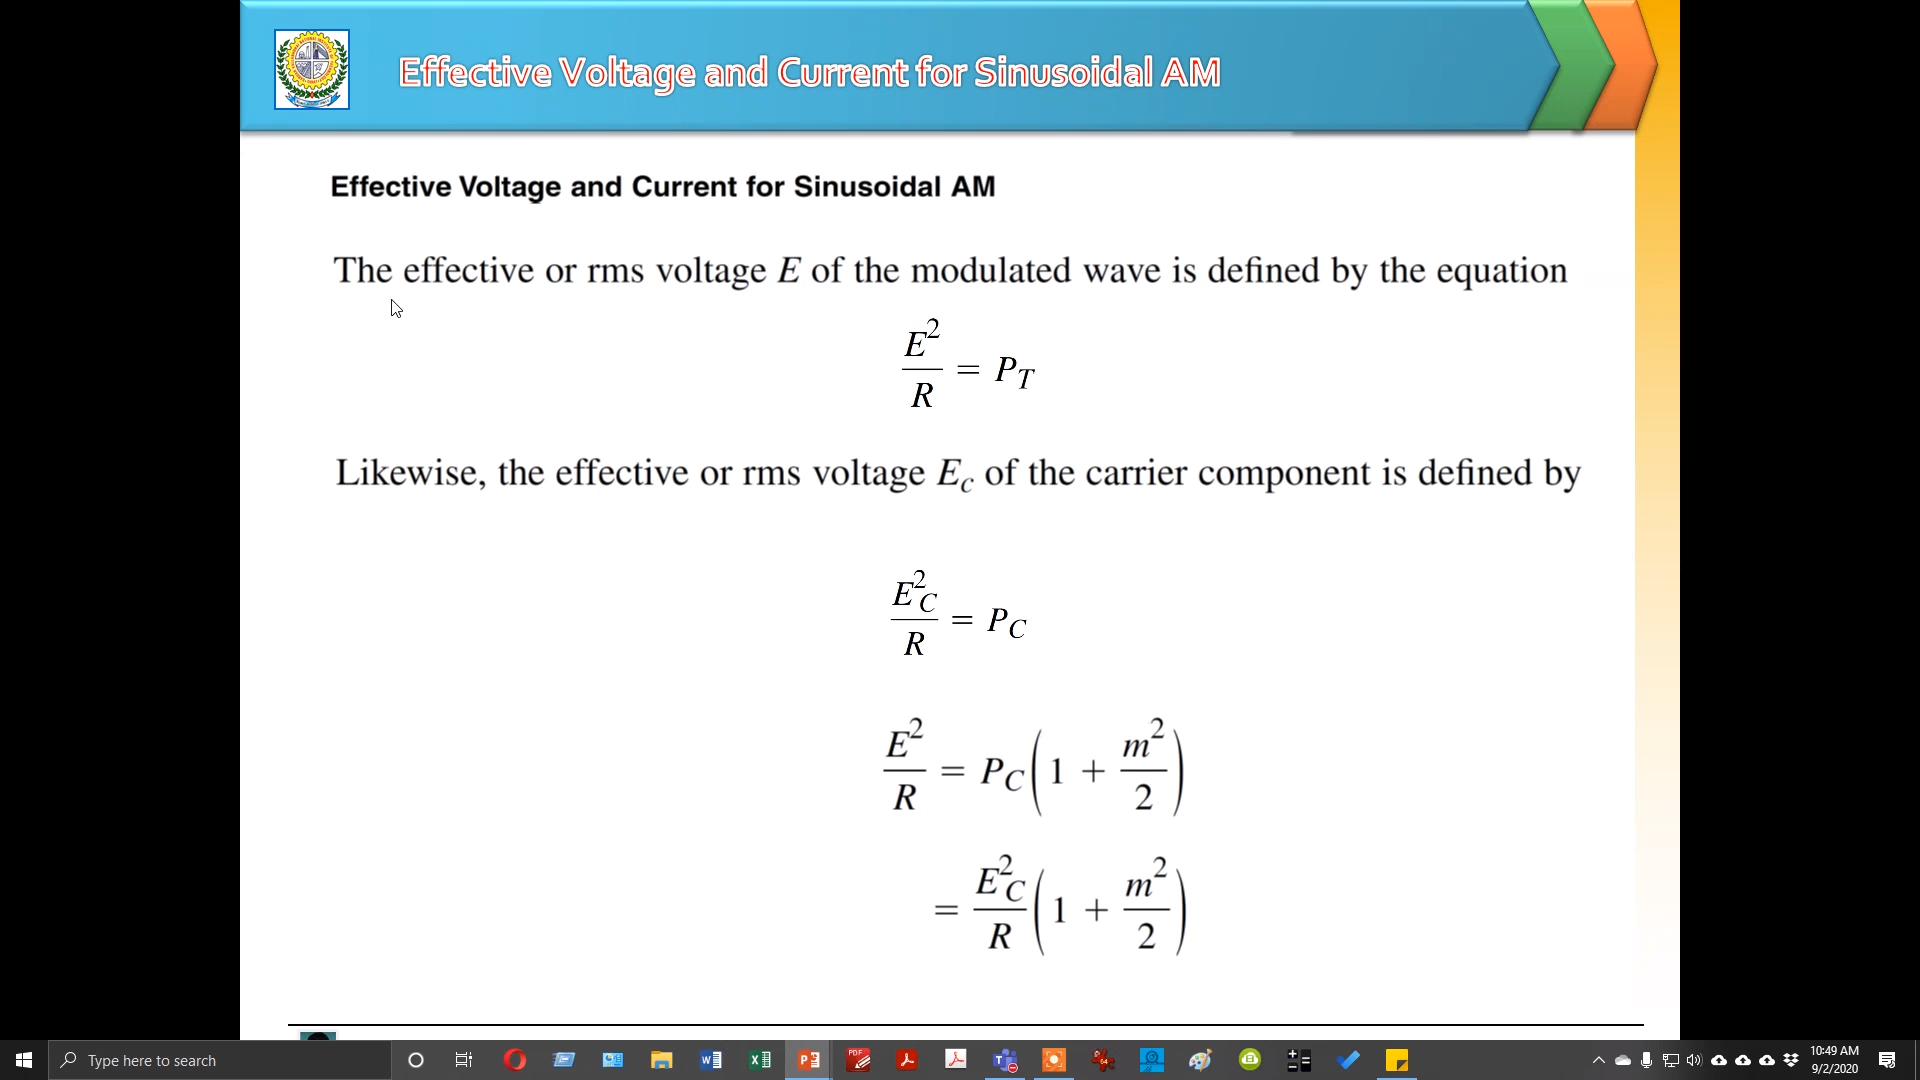 Effective Voltage and Current for Sinusoidal AM
Effective Voltage and Current for Sinusoidal AM
The effective or rms voltage E of the modulated wave is defined by the equation
E²/R = P_T
Likewise, the effective or rms voltage E_c of the carrier component is defined by
E²_C/R = P_C
E²/R = P_C(1 + m²/2)
= E²_C/R (1 + m²/2)
Type here to search
10:49 AM
9/2/2020